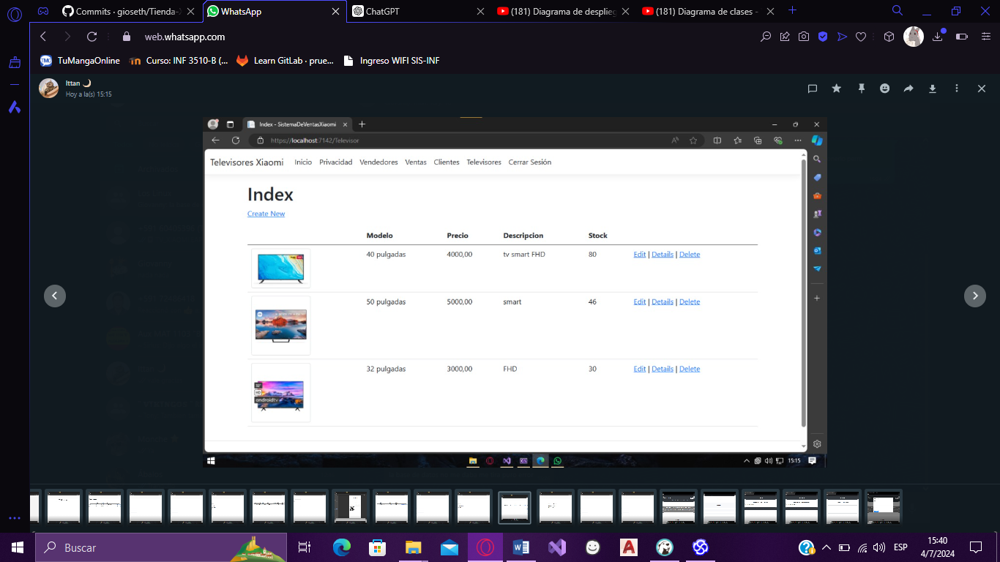 Commits · gioseth/Tienda-X
WhatsApp
ChatGPT
(181) Diagrama de desplieg
(181) Diagrama de clases -
web.whatsapp.com
TuMangaOnline
Curso: INF 3510-B (...
Learn GitLab · prue...
Ingreso WIFI SIS-INF
Ittan
Hoy a la(s) 15:15
Index - SistemaDeVentasXiaomi
https://localhost:7142/Televisor
Televisores Xiaomi Inicio Privacidad Vendedores Ventas Clientes Televisores Cerrar Sesión
Index
Create New
Modelo Precio Descripcion Stock
40 pulgadas 4000,00 tv smart FHD 80 Edit | Details | Delete
50 pulgadas 5000,00 smart 46 Edit | Details | Delete
32 pulgadas 3000,00 FHD 30 Edit | Details | Delete
32"
HD
androidtv
15:15
Buscar
ESP
15:40
4/7/2024